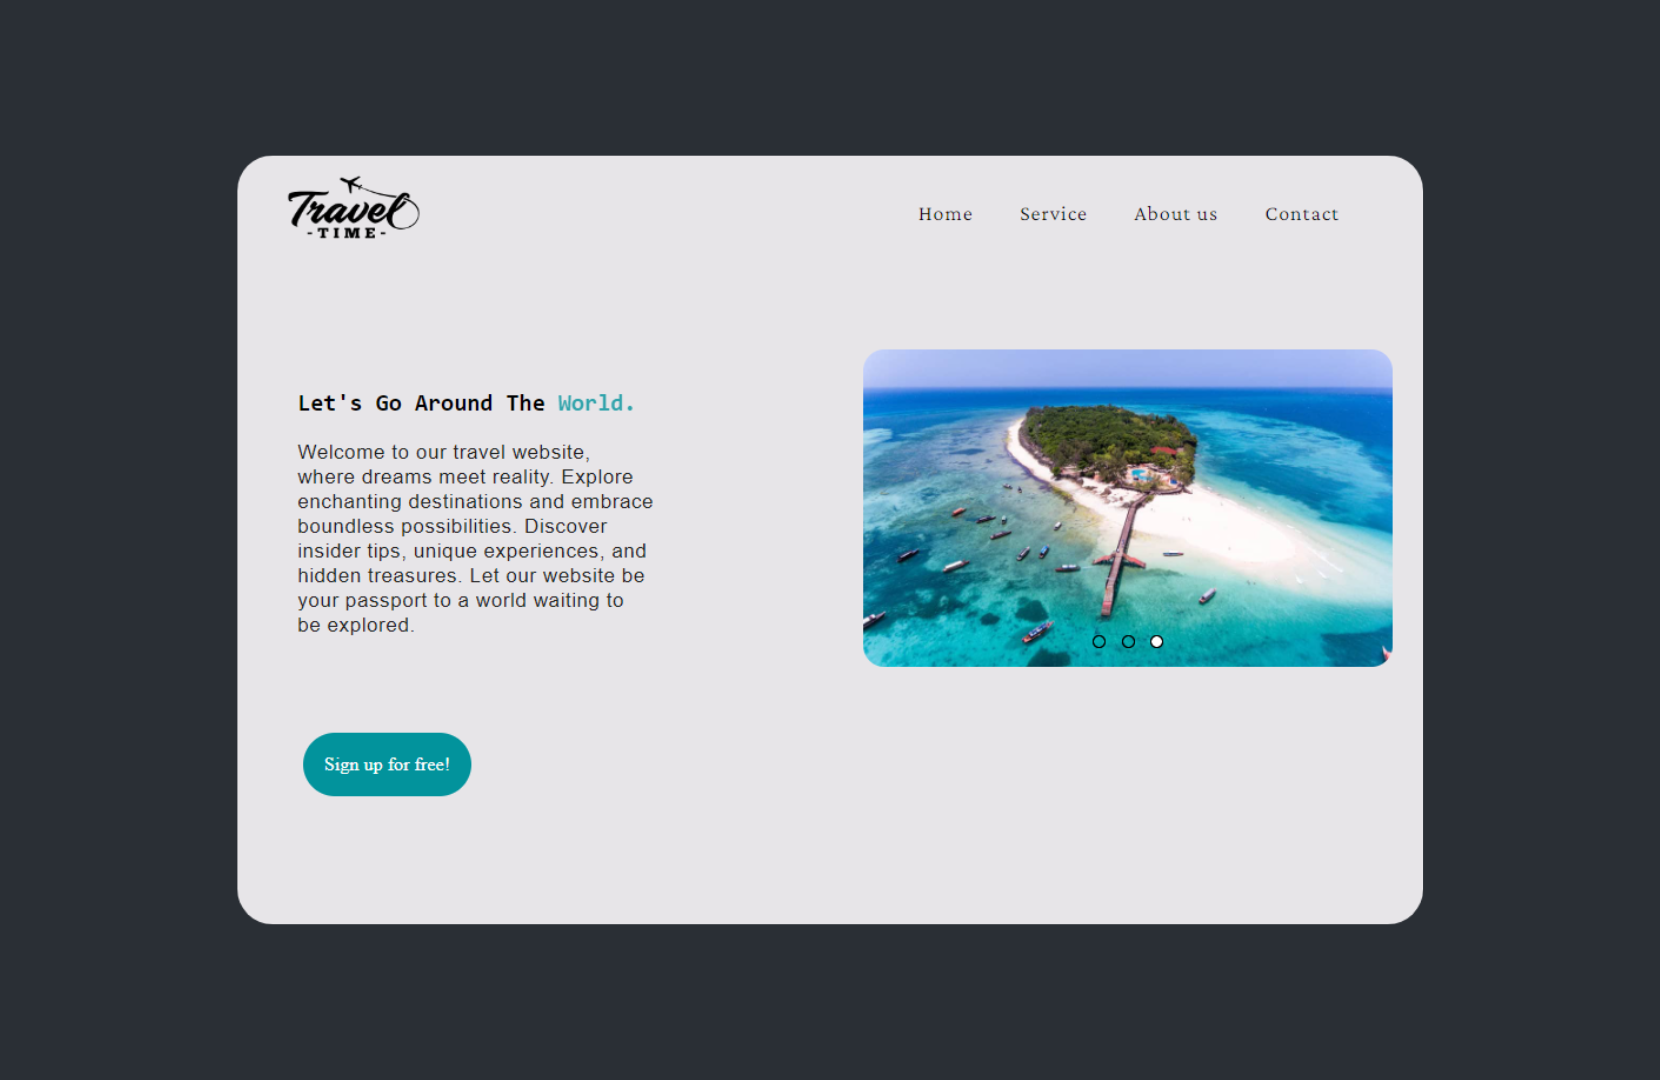 Travel
-TIME-
Home Service About us Contact
Let's Go Around The World.
Welcome to our travel website,
where dreams meet reality. Explore
enchanting destinations and embrace
boundless possibilities. Discover
insider tips, unique experiences, and
hidden treasures. Let our website be
your passport to a world waiting to
be explored.
Sign up for free!